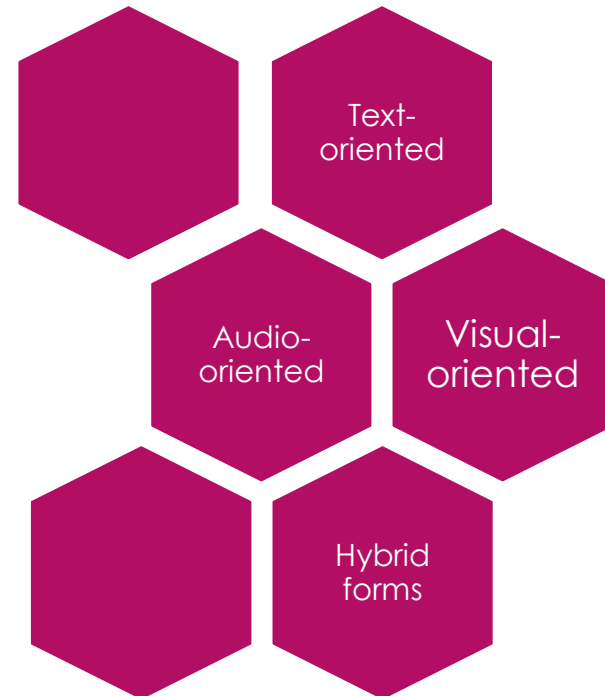 Text-
oriented
Audio-
oriented
Visual-
oriented
Hybrid
forms